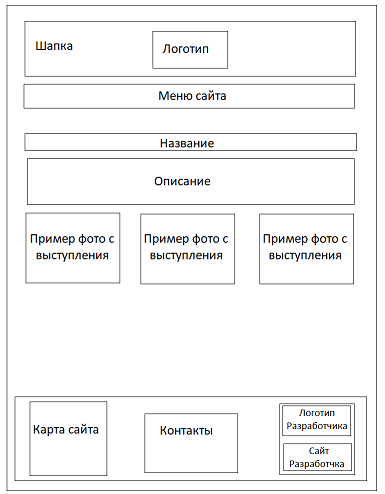 Шапка
Логотип
Меню сайта
Название
Описание
Пример фото с
выступления
Пример фото с
выступления
Пример фото с
выступления
Карта сайта
Контакты
Логотип
Разработчика
Сайт
Разработчка